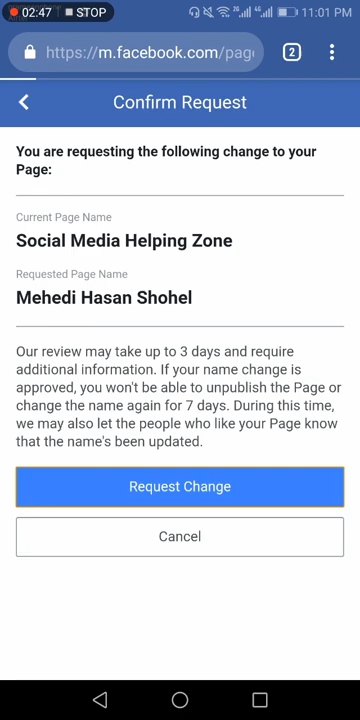 02:47 STOP 2G 4G 11:01 PM
https://m.facebook.com/page 2
Confirm Request
You are requesting the following change to your
Page:
Current Page Name
Social Media Helping Zone
Requested Page Name
Mehedi Hasan Shohel
Our review may take up to 3 days and require
additional information. If your name change is
approved, you won't be able to unpublish the Page or
change the name again for 7 days. During this time,
we may also let the people who like your Page know
that the name's been updated.
Request Change
Cancel